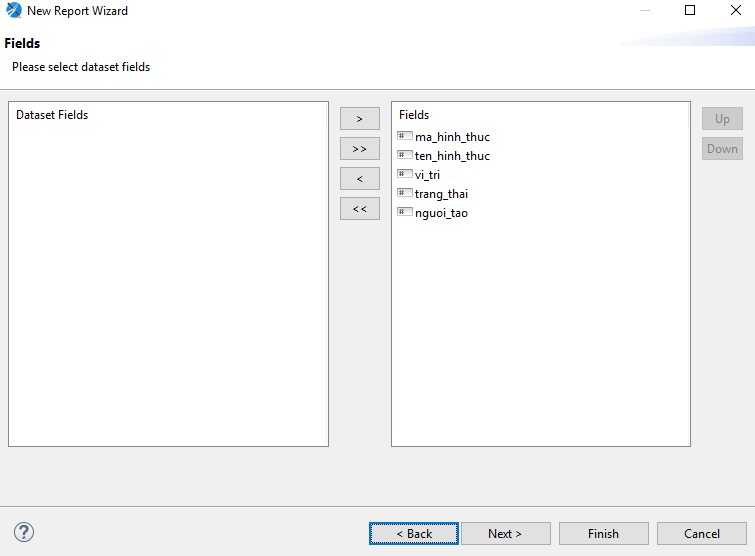 New Report Wizard
Fields
Please select dataset fields
Dataset Fields
>
>>
<
<<
Fields
# ma_hinh_thuc
# ten_hinh_thuc
# vi_tri
# trang_thai
# nguoi_tao
Up
Down
?
< Back
Next >
Finish
Cancel